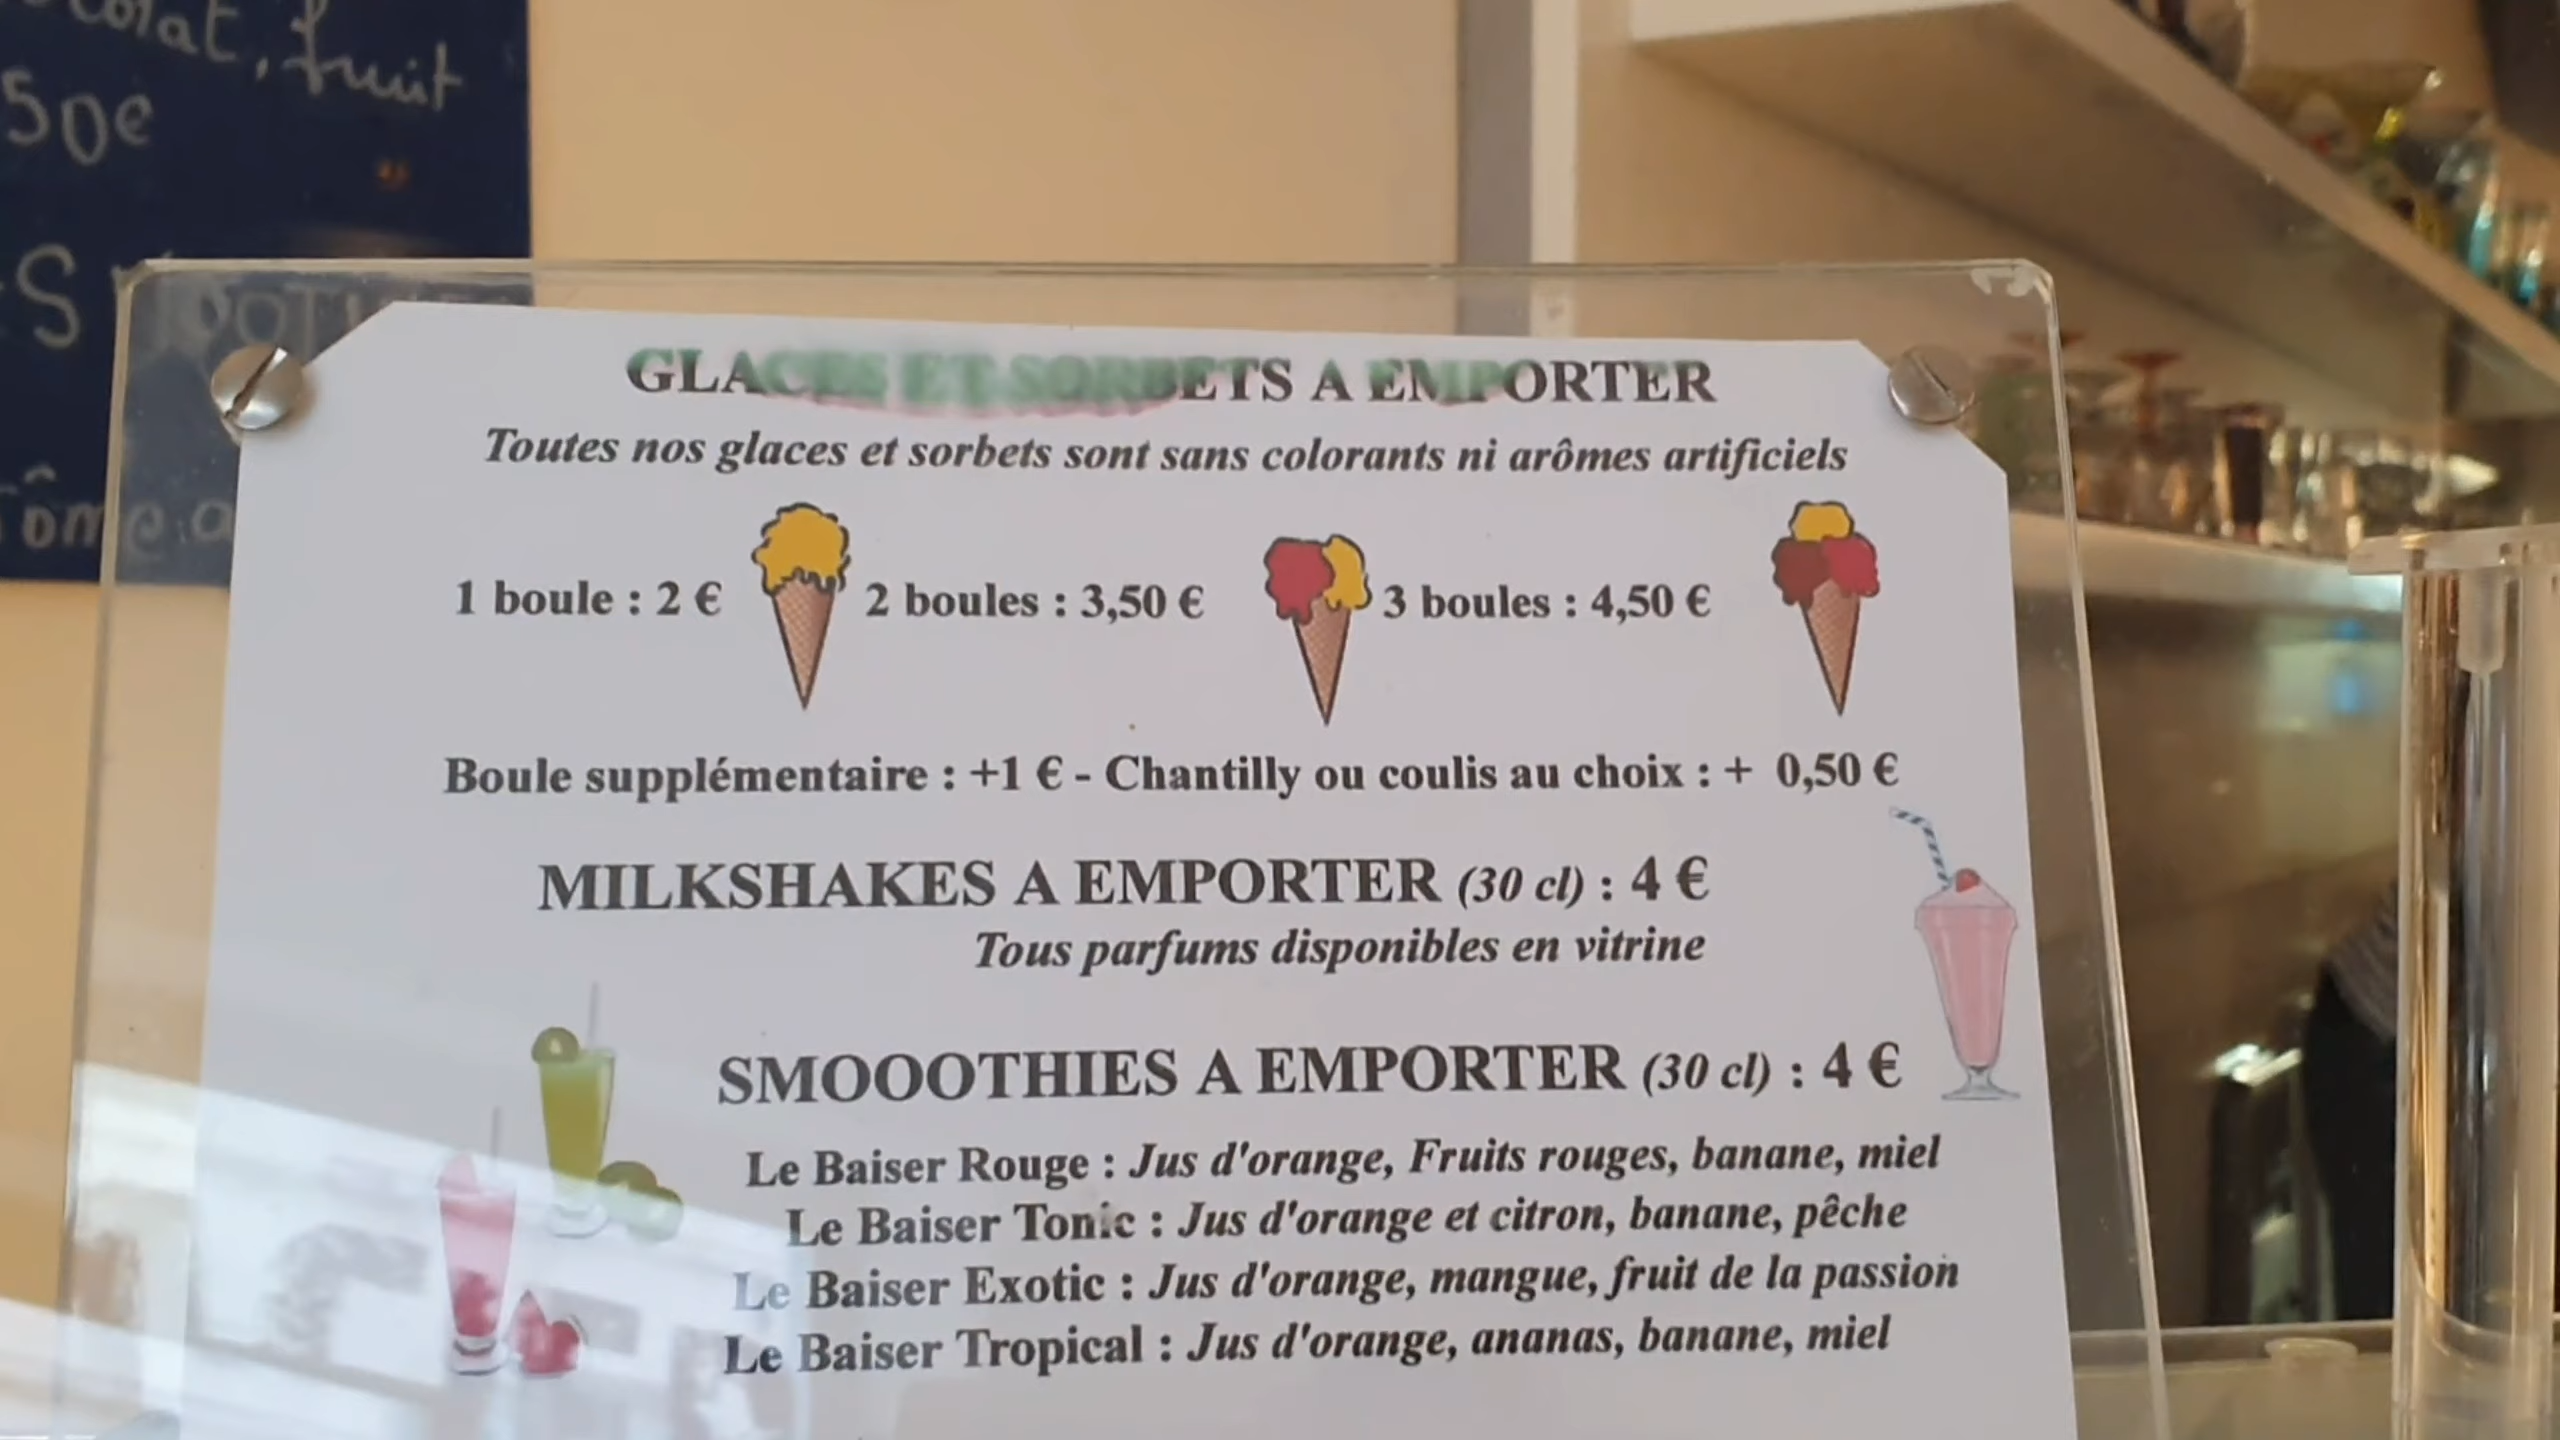 fruit
50€
GLACES ET SORBETS A EMPORTER
Toutes nos glaces et sorbets sont sans colorants ni arômes artificiels
1 boule : 2 € 2 boules : 3,50 € 3 boules : 4,50 €
Boule supplémentaire : +1 € - Chantilly ou coulis au choix : + 0,50 €
MILKSHAKES A EMPORTER (30 cl) : 4 €
Tous parfums disponibles en vitrine
SMOOOTHIES A EMPORTER (30 cl) : 4 €
Le Baiser Rouge : Jus d'orange, Fruits rouges, banane, miel
Le Baiser Tonic : Jus d'orange et citron, banane, pêche
Le Baiser Exotic : Jus d'orange, mangue, fruit de la passion
Le Baiser Tropical : Jus d'orange, ananas, banane, miel